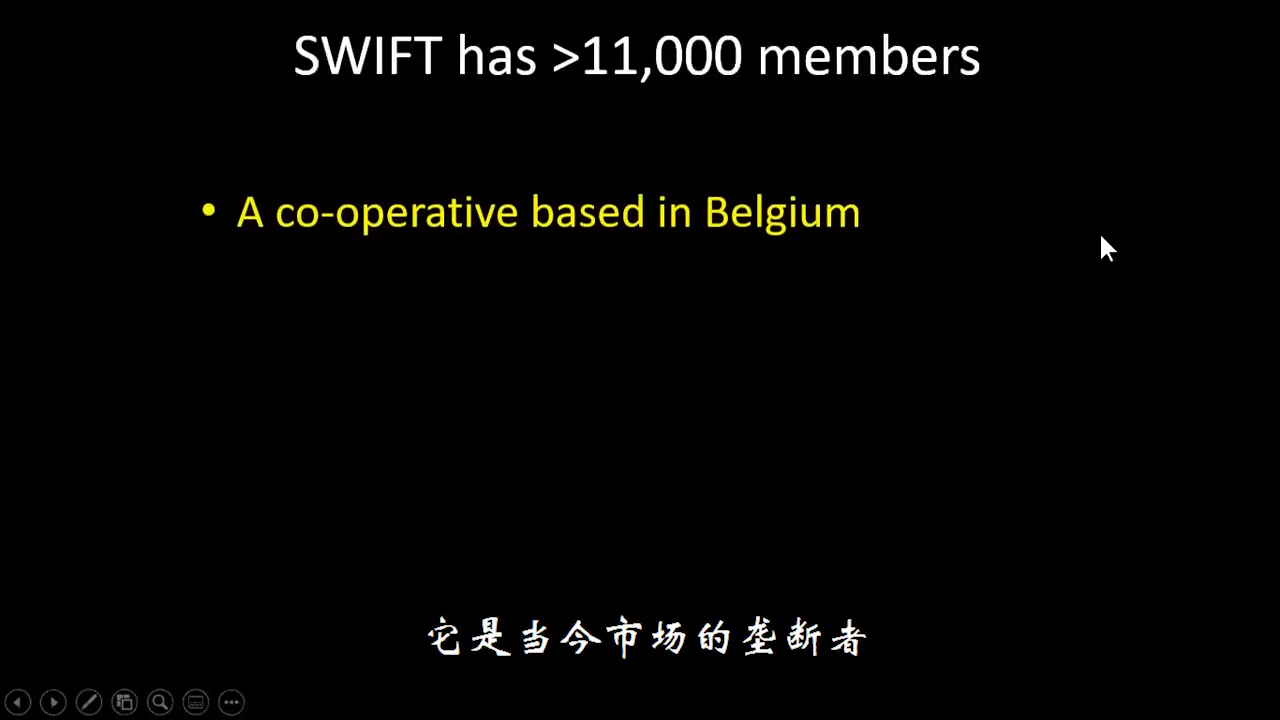 SWIFT has >11,000 members
• A co-operative based in Belgium
它是当今市场的垄断者